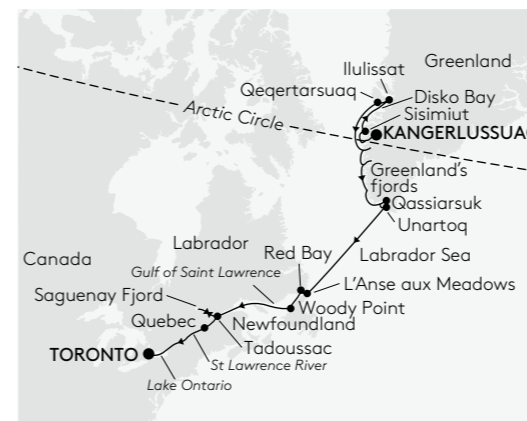 Greenland
Ilulissat
Qeqertarsuaq
Disko Bay
Arctic Circle
Sisimiut
KANGERLUSSUA
Greenland's
fjords
Qassiarsuk
Unartoq
Labrador
Red Bay
Labrador Sea
Canada
Gulf of Saint Lawrence
L'Anse aux Meadows
Saguenay Fjord
Woody Point
Quebec
Newfoundland
Tadoussac
TORONTO
St Lawrence River
Lake Ontario